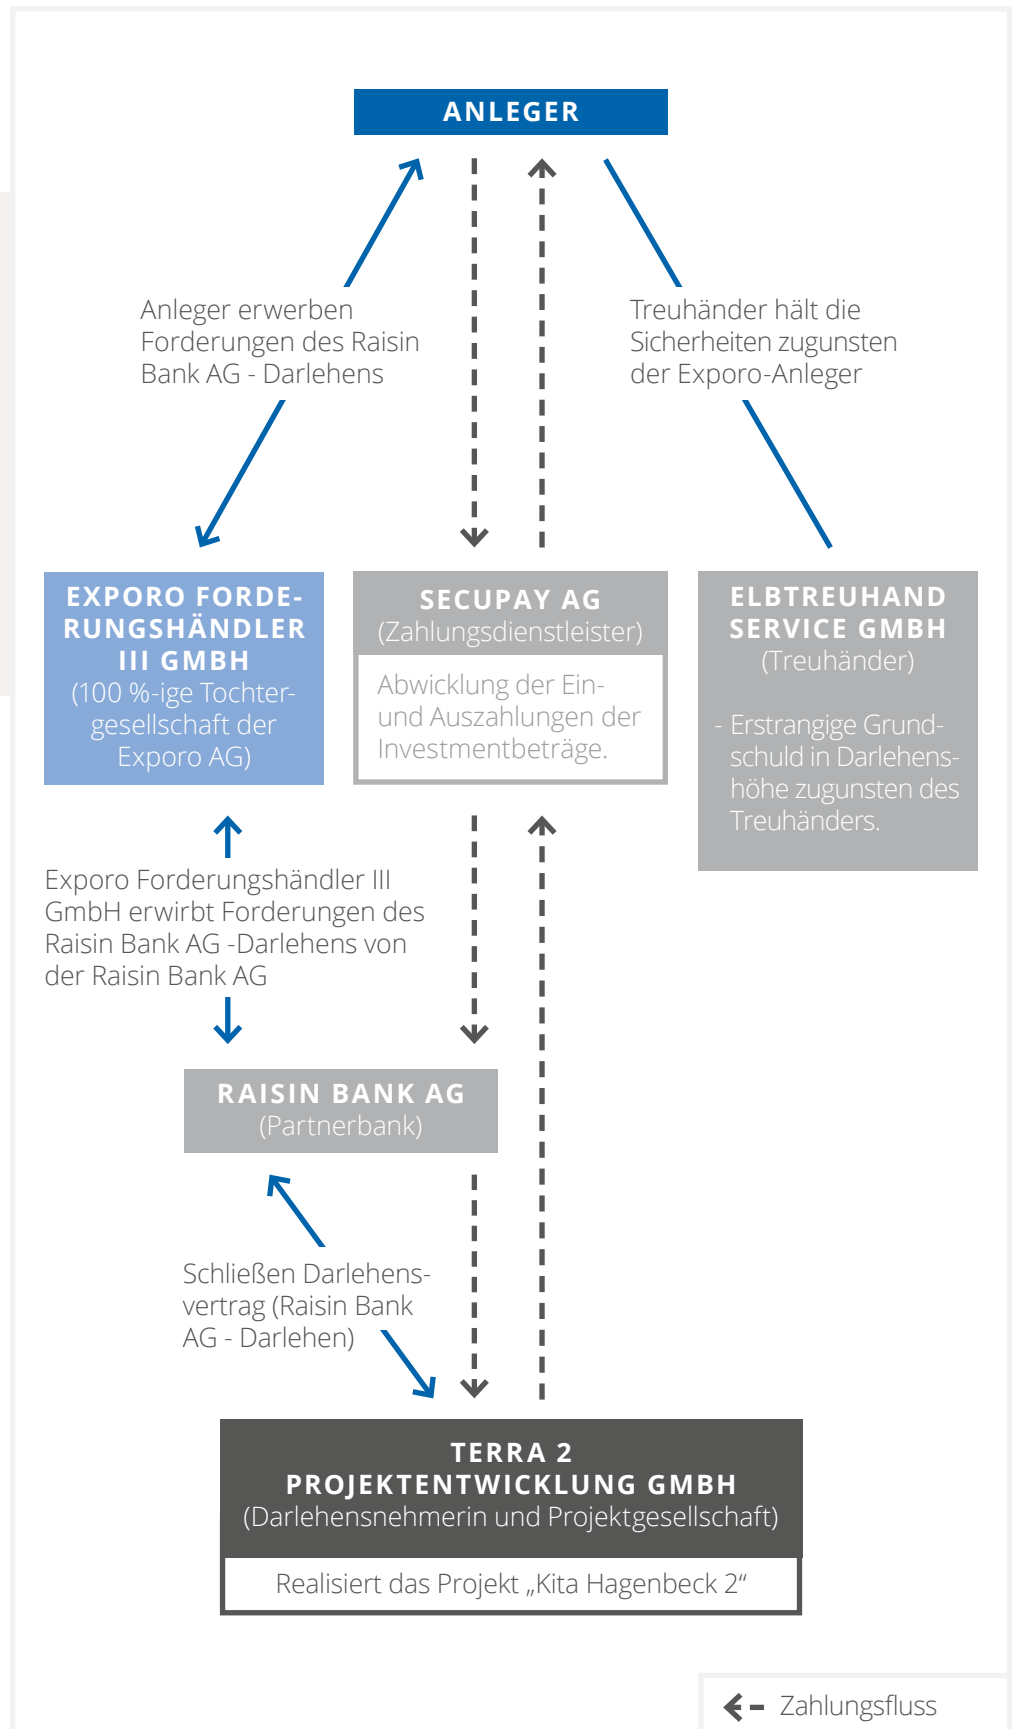 ANLEGER
Anleger erwerben
Forderungen des Raisin
Bank AG - Darlehens
Treuhänder hält die
Sicherheiten zugunsten
der Exporo-Anleger
EXPORO FORDE-
RUNGSHÄNDLER
III GMBH
(100 %-ige Tochter-
gesellschaft der
Exporo AG)
SECUPAY AG
(Zahlungsdienstleister)
Abwicklung der Ein-
und Auszahlungen der
Investmentbeträge.
ELBTREUHAND
SERVICE GMBH
(Treuhänder)
- Erstrangige Grund-
schuld in Darlehens-
höhe zugunsten des
Treuhänders.
Exporo Forderungshändler III
GmbH erwirbt Forderungen des
Raisin Bank AG -Darlehens von
der Raisin Bank AG
RAISIN BANK AG
(Partnerbank)
Schließen Darlehens-
vertrag (Raisin Bank
AG - Darlehen)
TERRA 2
PROJEKTENTWICKLUNG GMBH
(Darlehensnehmerin und Projektgesellschaft)
Realisiert das Projekt „Kita Hagenbeck 2“
Zahlungsfluss